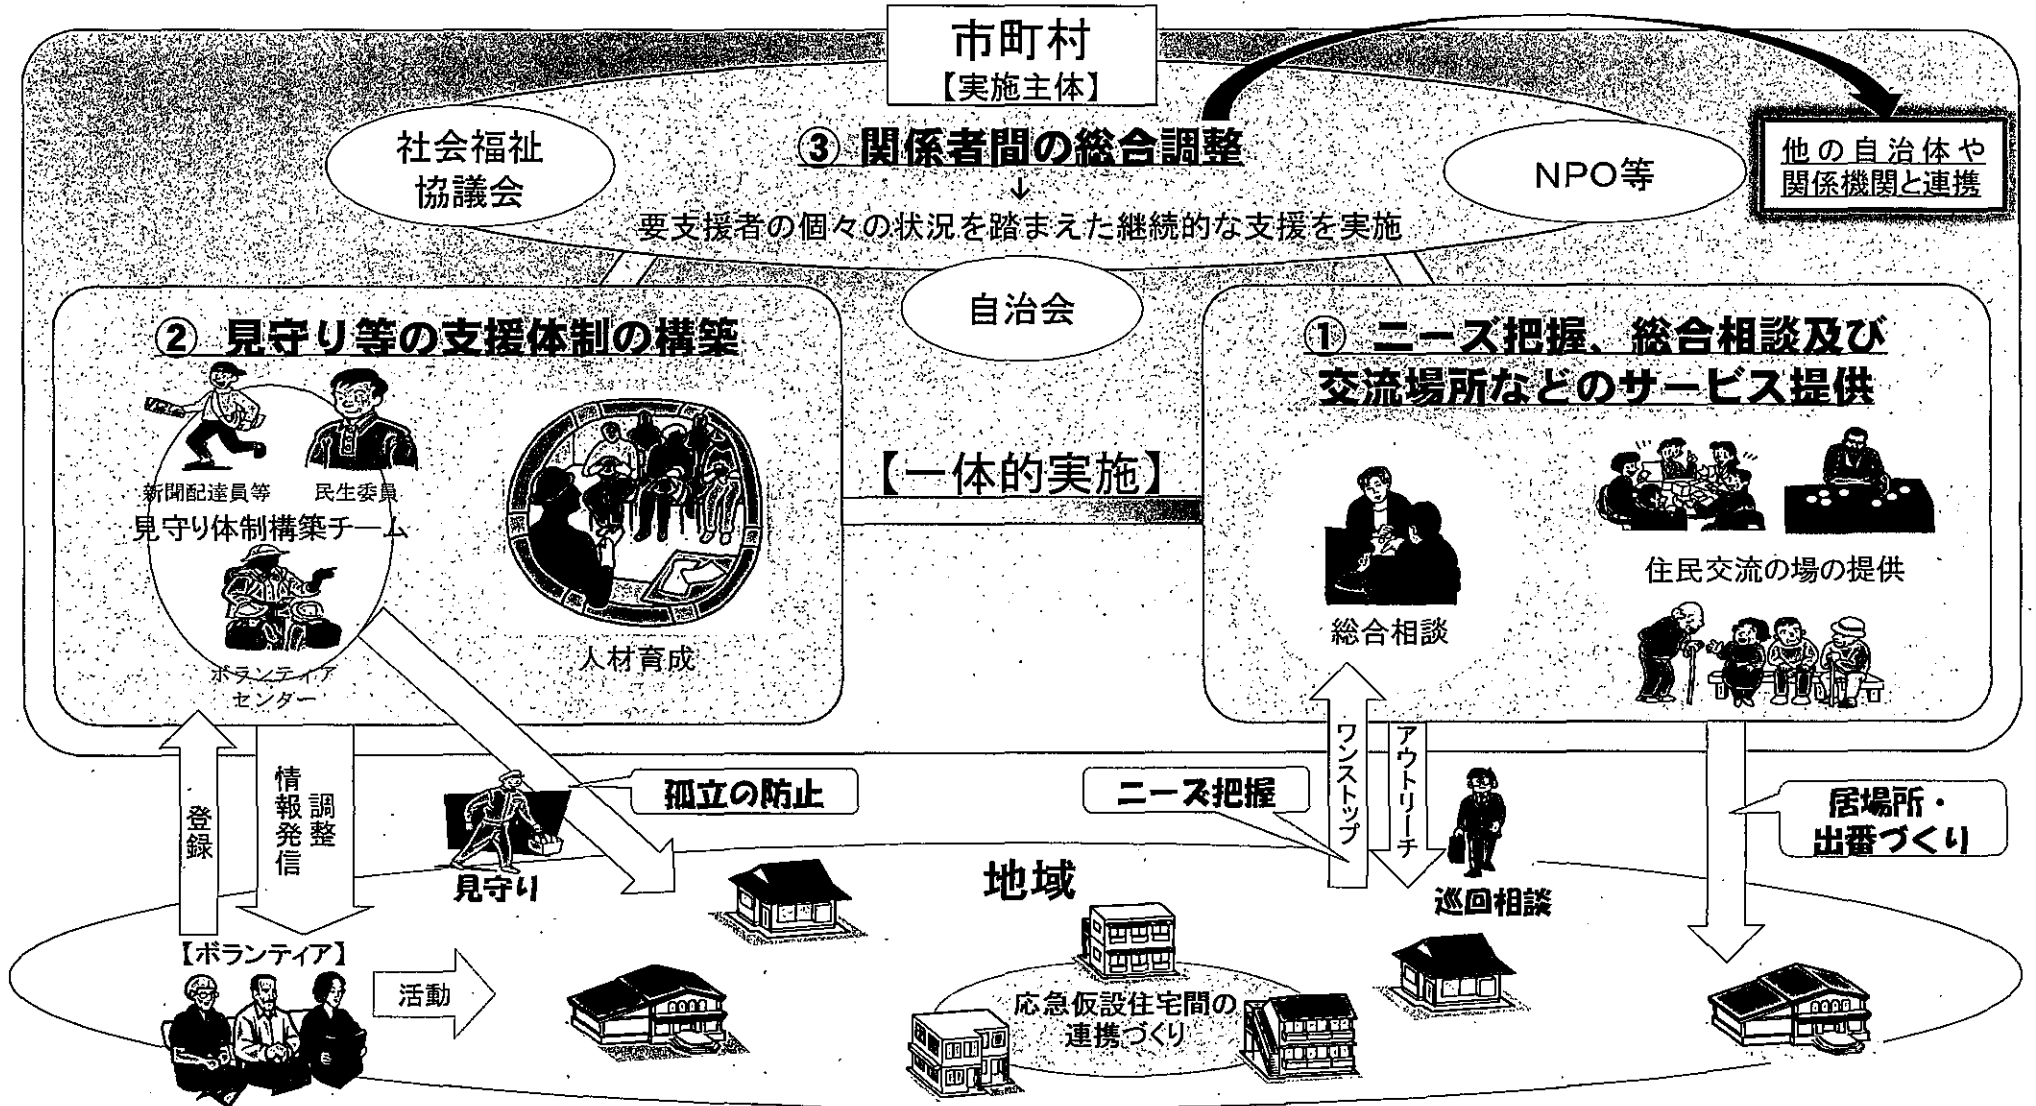 市町村
【実施主体】
③ 関係者間の総合調整
↓
要支援者の個々の状況を踏まえた継続的な支援を実施
社会福祉
協議会
NPO等
他の自治体や
関係機関と連携
自治会
② 見守り等の支援体制の構築
新聞配達員等
民生委員
見守り体制構築チーム
ボランティア
センター
人材育成
【一体的実施】
① ニーズ把握、総合相談及び
交流場所などのサービス提供
総合相談
住民交流の場の提供
登録
情報発信
調整
孤立の防止
見守り
ニーズ把握
ワンストップ
アウトリーチ
巡回相談
居場所・
出番づくり
地域
【ボランティア】
活動
応急仮設住宅間の
連携づくり